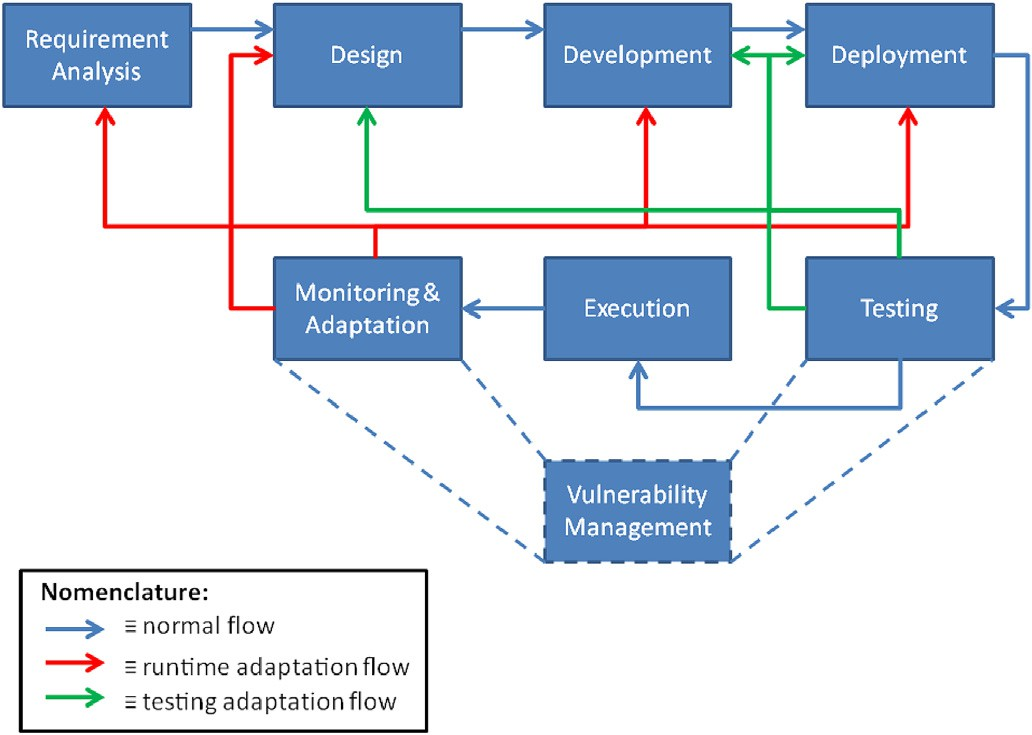 Requirement
Analysis
Design
Development
Deployment
Monitoring &
Adaptation
Execution
Testing
Vulnerability
Management
Nomenclature:
≡ normal flow
≡ runtime adaptation flow
≡ testing adaptation flow